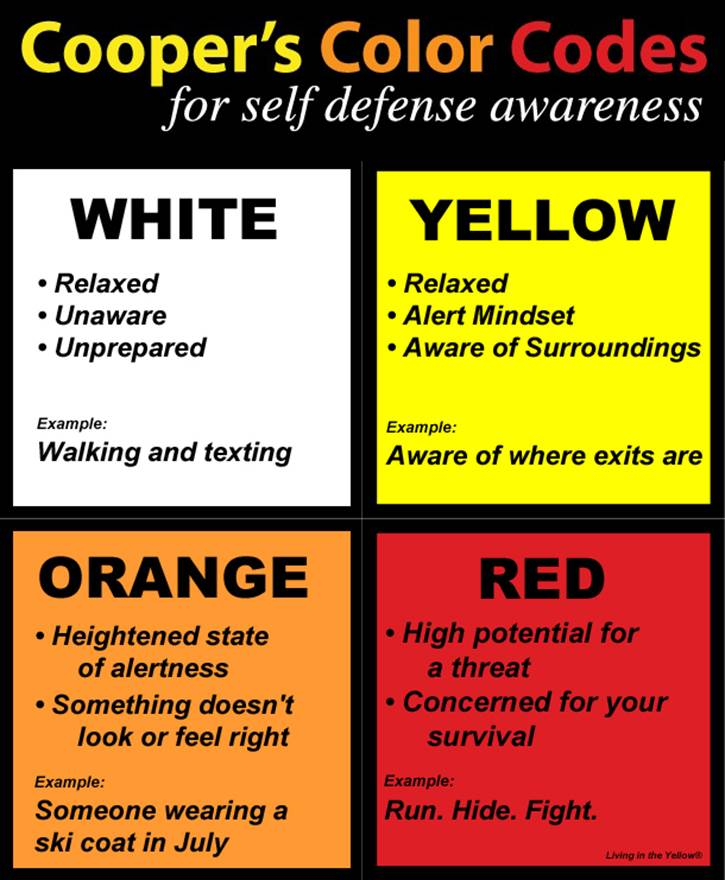 Cooper's Color Codes
for self defense awareness
WHITE
• Relaxed
• Unaware
• Unprepared
Example:
Walking and texting
YELLOW
• Relaxed
• Alert Mindset
• Aware of Surroundings
Example:
Aware of where exits are
ORANGE
• Heightened state
of alertness
• Something doesn't
look or feel right
Example:
Someone wearing a
ski coat in July
RED
• High potential for
a threat
• Concerned for your
survival
Example:
Run. Hide. Fight.
Living in the Yellow®